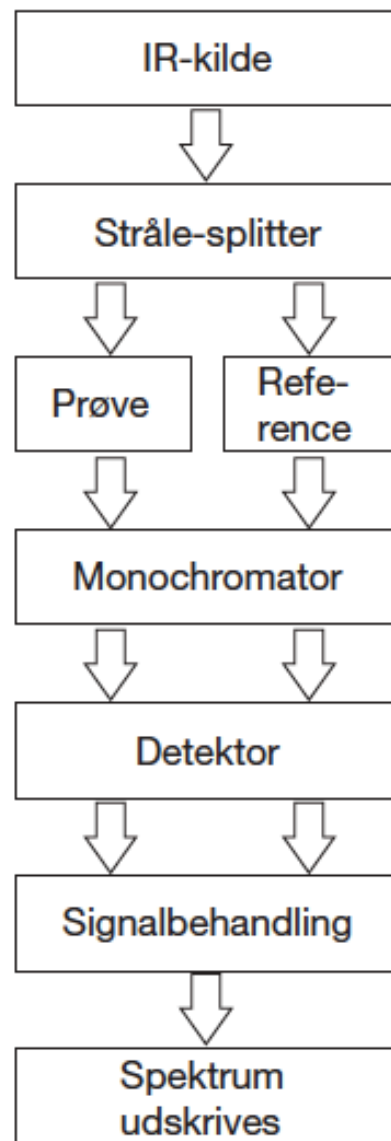 IR-kilde
Stråle-splitter
Prøve
Refe-
rence
Monochromator
Detektor
Signalbehandling
Spektrum
udskrives